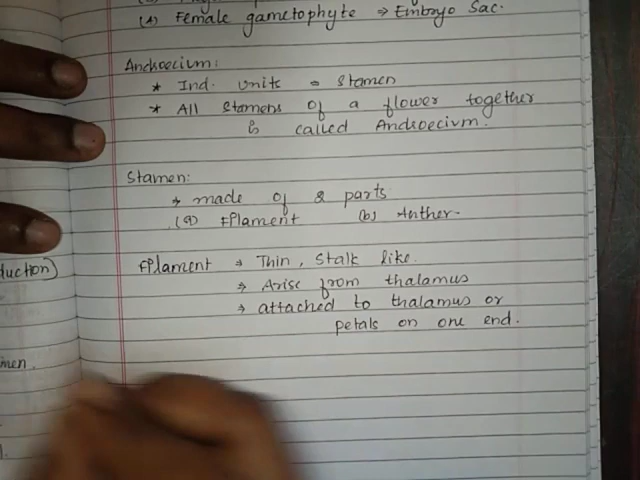 (4) Female gametophyte → Embryo Sac.
Androecium:
* Ind. units = stamen
* All stamens of a flower together
is called Androecium.
Stamen:
→ made of 2 parts
(a) Filament (b) Anther.
Filament → Thin, stalk like.
→ Arise from thalamus
→ attached to thalamus or
petals on one end.
duction)
men.